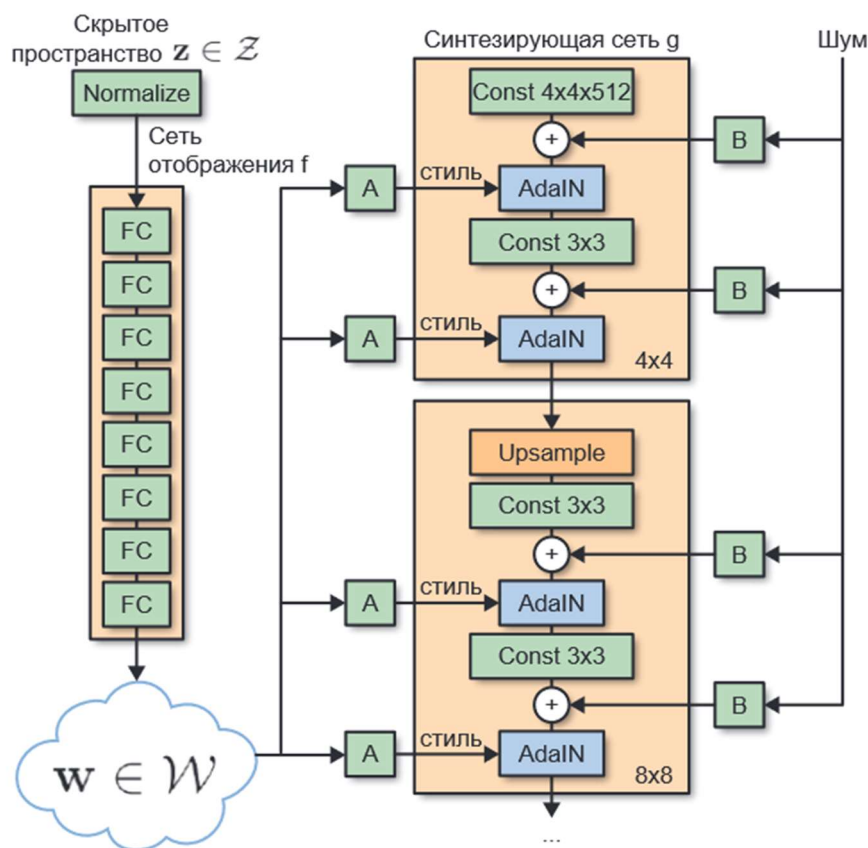 Скрытое
пространство z ∈ 𝒵
Normalize
Сеть
отображения f
FC
FC
FC
FC
FC
FC
FC
FC
w ∈ 𝒲
Синтезирующая сеть g
Шум
Const 4x4x512
+
B
A
стиль
AdaIN
Const 3x3
+
B
A
стиль
AdaIN
4x4
Upsample
Const 3x3
+
B
A
стиль
AdaIN
Const 3x3
+
B
A
стиль
AdaIN
8x8
...